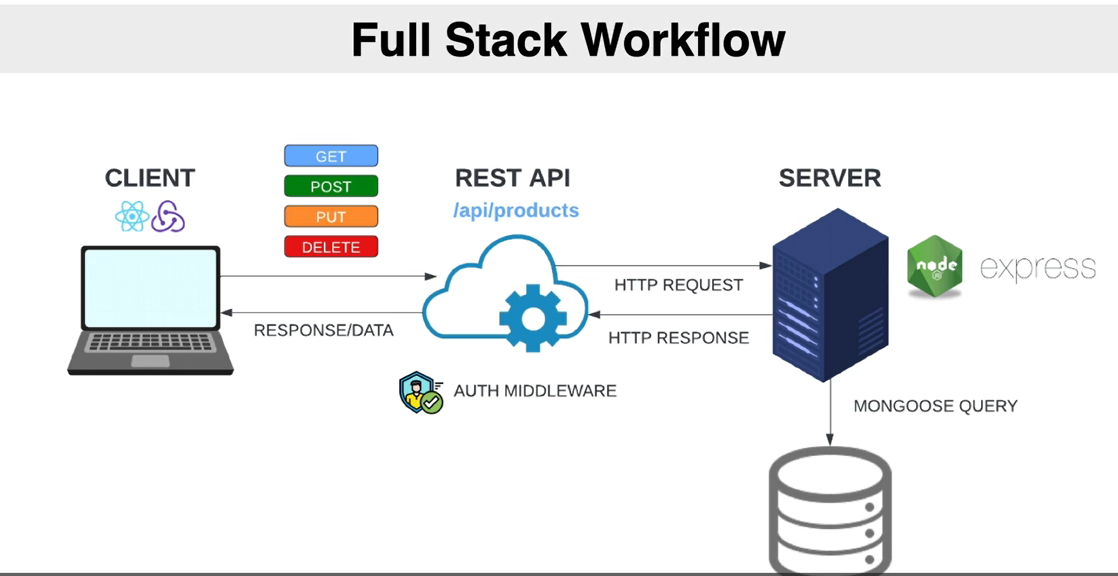 Full Stack Workflow
CLIENT
GET
POST
PUT
DELETE
RESPONSE/DATA
REST API
/api/products
AUTH MIDDLEWARE
HTTP REQUEST
HTTP RESPONSE
SERVER
node
JS
express
MONGOOSE QUERY